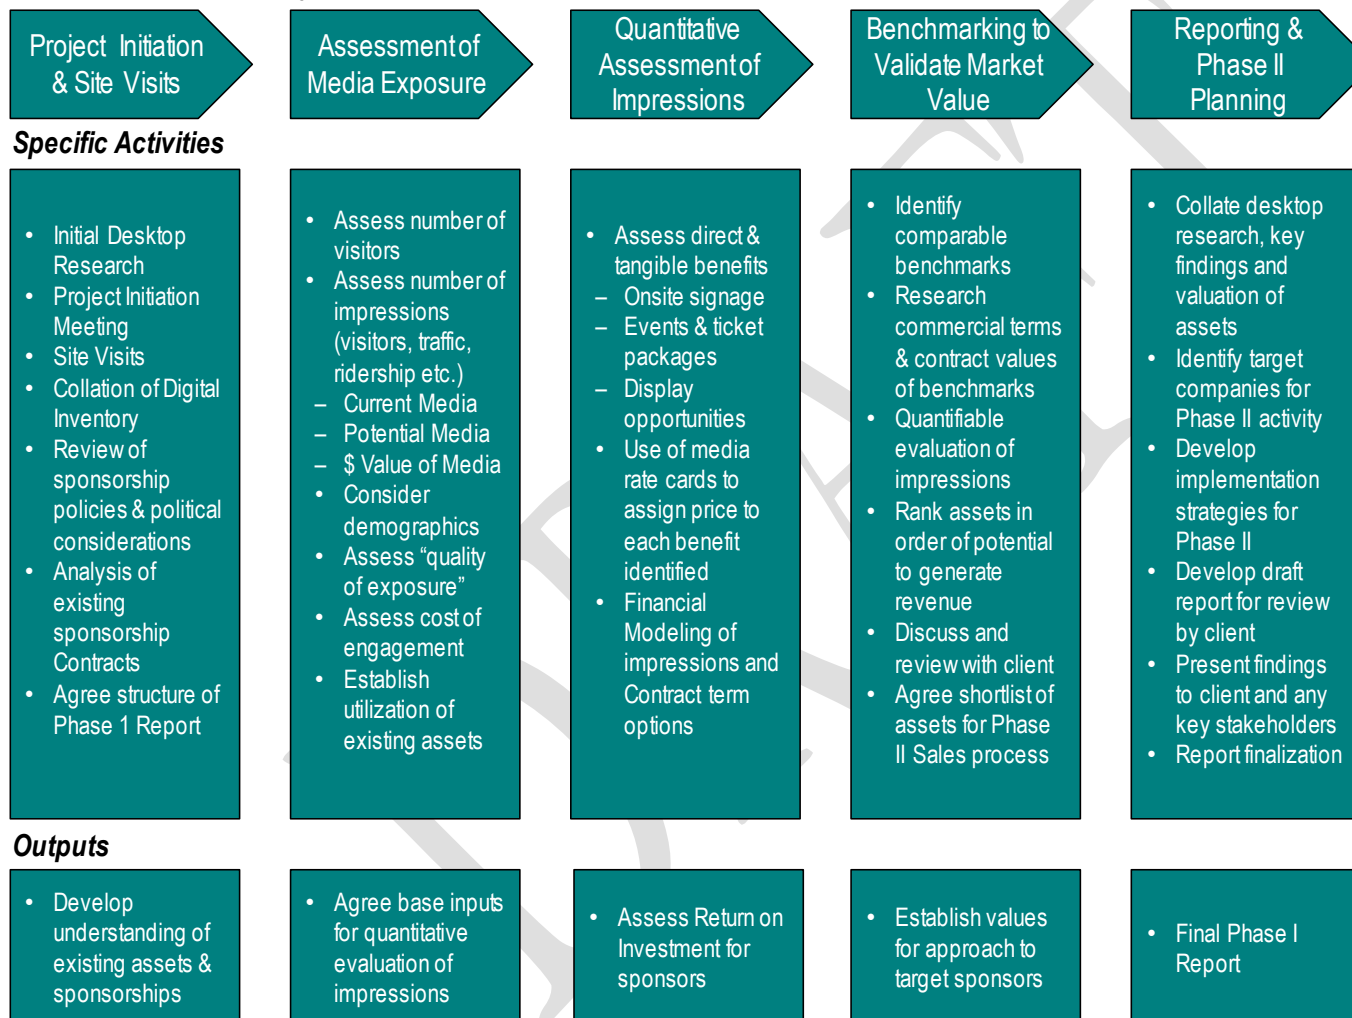 Project Initiation
& Site Visits
Assessment of
Media Exposure
Quantitative
Assessment of
Impressions
Benchmarking to
Validate Market
Value
Reporting &
Phase II
Planning
Specific Activities
• Initial Desktop
Research
• Project Initiation
Meeting
• Site Visits
• Collation of Digital
Inventory
• Review of
sponsorship
policies & political
considerations
• Analysis of
existing
sponsorship
Contracts
• Agree structure of
Phase 1 Report
• Assess number of
visitors
• Assess number of
impressions
(visitors, traffic,
ridership etc.)
– Current Media
– Potential Media
– $ Value of Media
• Consider
demographics
• Assess “quality
of exposure”
• Assess cost of
engagement
• Establish
utilization of
existing assets
• Assess direct &
tangible benefits
– Onsite signage
– Events & ticket
packages
– Display
opportunities
• Use of media
rate cards to
assign price to
each benefit
identified
• Financial
Modeling of
impressions and
Contract term
options
• Identify
comparable
benchmarks
• Research
commercial terms
& contract values
of benchmarks
• Quantifiable
evaluation of
impressions
• Rank assets in
order of potential
to generate
revenue
• Discuss and
review with client
• Agree shortlist of
assets for Phase
II Sales process
• Collate desktop
research, key
findings and
valuation of
assets
• Identify target
companies for
Phase II activity
• Develop
implementation
strategies for
Phase II
• Develop draft
report for review
by client
• Present findings
to client and any
key stakeholders
• Report finalization
Outputs
• Develop
understanding of
existing assets &
sponsorships
• Agree base inputs
for quantitative
evaluation of
impressions
• Assess Return on
Investment for
sponsors
• Establish values
for approach to
target sponsors
• Final Phase I
Report
DRAFT